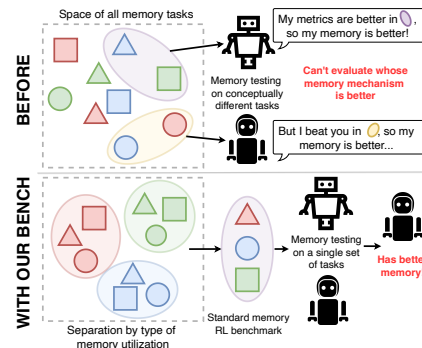 BEFORE
Space of all memory tasks
My metrics are better in , so my memory is better!
Memory testing
on conceptually
different tasks
Can't evaluate whose
memory mechanism
is better
But I beat you in , so my
memory is better...
WITH OUR BENCH
Separation by type of
memory utilization
Standard memory
RL benchmark
Memory testing
on a single set
of tasks
Has bette
memory